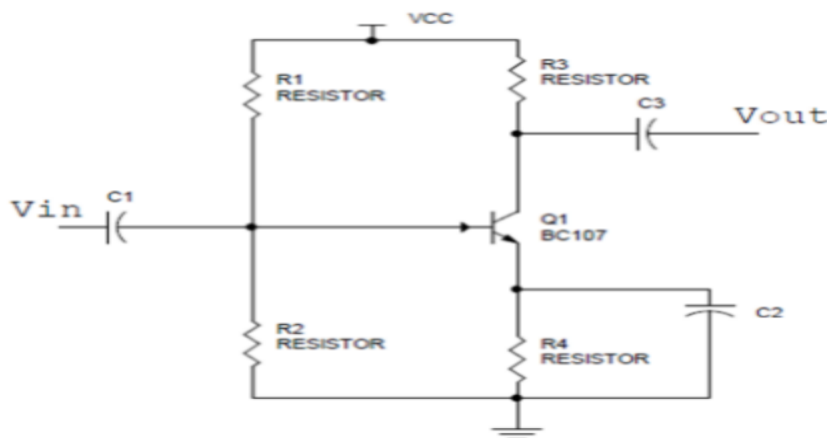 VCC
R1
RESISTOR
R3
RESISTOR
C3
Vout
C1
Vin
Q1
BC107
R2
RESISTOR
R4
RESISTOR
C2